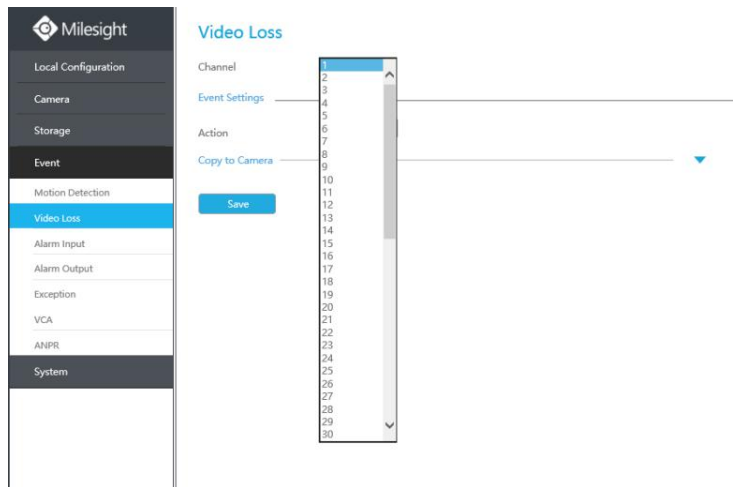 Milesight
Local Configuration
Camera
Storage
Event
Motion Detection
Video Loss
Alarm Input
Alarm Output
Exception
VCA
ANPR
System
Video Loss
Channel
Event Settings
Action
Copy to Camera
Save
1
2
3
4
5
6
7
8
9
10
11
12
13
14
15
16
17
18
19
20
21
22
23
24
25
26
27
28
29
30